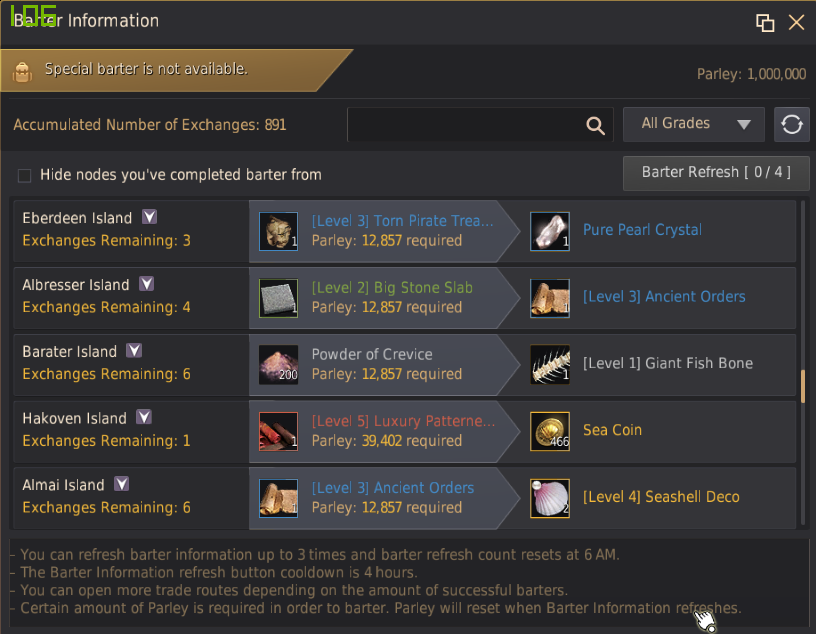 106
Barter Information
Special barter is not available.
Parley: 1,000,000
Accumulated Number of Exchanges: 891
All Grades
Hide nodes you've completed barter from
Barter Refresh [ 0 / 4 ]
Eberdeen Island
Exchanges Remaining: 3
1
[Level 3] Torn Pirate Trea...
Parley: 12,857 required
1
Pure Pearl Crystal
Albresser Island
Exchanges Remaining: 4
1
[Level 2] Big Stone Slab
Parley: 12,857 required
1
[Level 3] Ancient Orders
Barater Island
Exchanges Remaining: 6
200
Powder of Crevice
Parley: 12,857 required
1
[Level 1] Giant Fish Bone
Hakoven Island
Exchanges Remaining: 1
1
[Level 5] Luxury Patterne...
Parley: 39,402 required
466
Sea Coin
Almai Island
Exchanges Remaining: 6
1
[Level 3] Ancient Orders
Parley: 12,857 required
2
[Level 4] Seashell Deco
- You can refresh barter information up to 3 times and barter refresh count resets at 6 AM.
- The Barter Information refresh button cooldown is 4 hours.
- You can open more trade routes depending on the amount of successful barters.
- Certain amount of Parley is required in order to barter. Parley will reset when Barter Information refreshes.